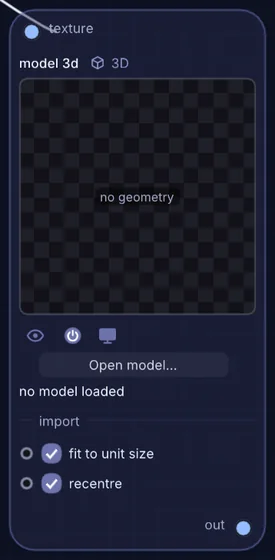 texture
model 3d 3D
no geometry
Open model...
no model loaded
import
fit to unit size
recentre
out